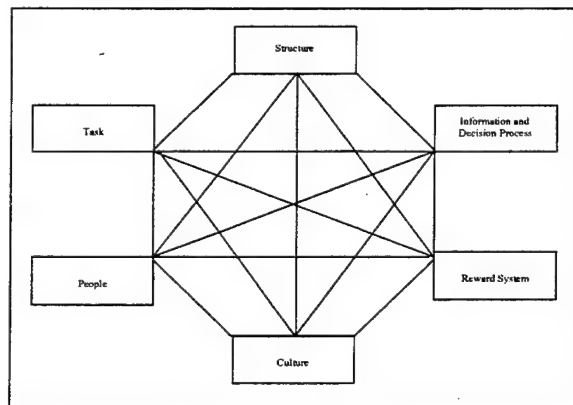 Structure
Task
Information and
Decision Process
People
Reward System
Culture